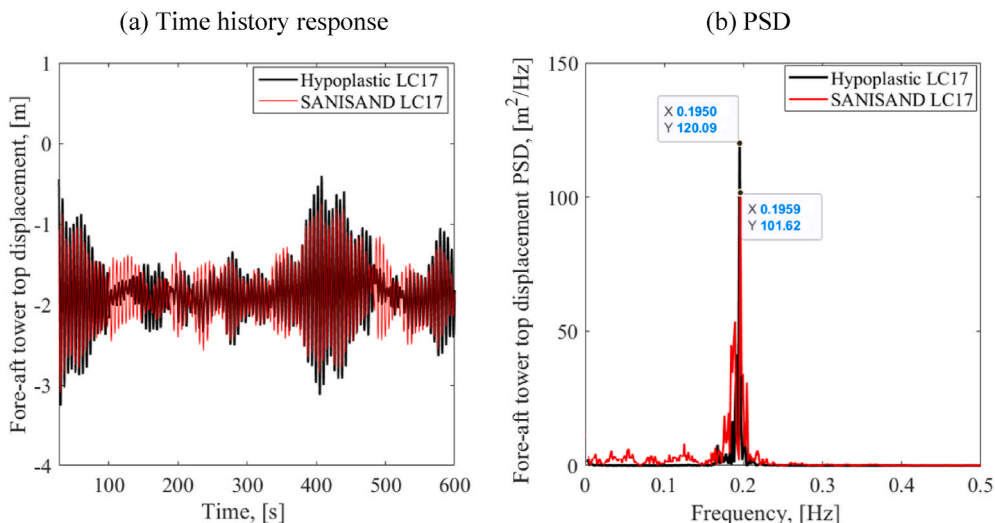 (a) Time history response
Fore-aft tower top displacement, [m]
1
0
-1
-2
-3
-4
Hypoplastic LC17
SANISAND LC17
100 200 300 400 500 600
Time, [s]
(b) PSD
Fore-aft tower top displacement PSD, [m²/Hz]
150
100
50
0
Hypoplastic LC17
SANISAND LC17
X 0.1950
Y 120.09
X 0.1959
Y 101.62
0 0.1 0.2 0.3 0.4 0.5
Frequency, [Hz]